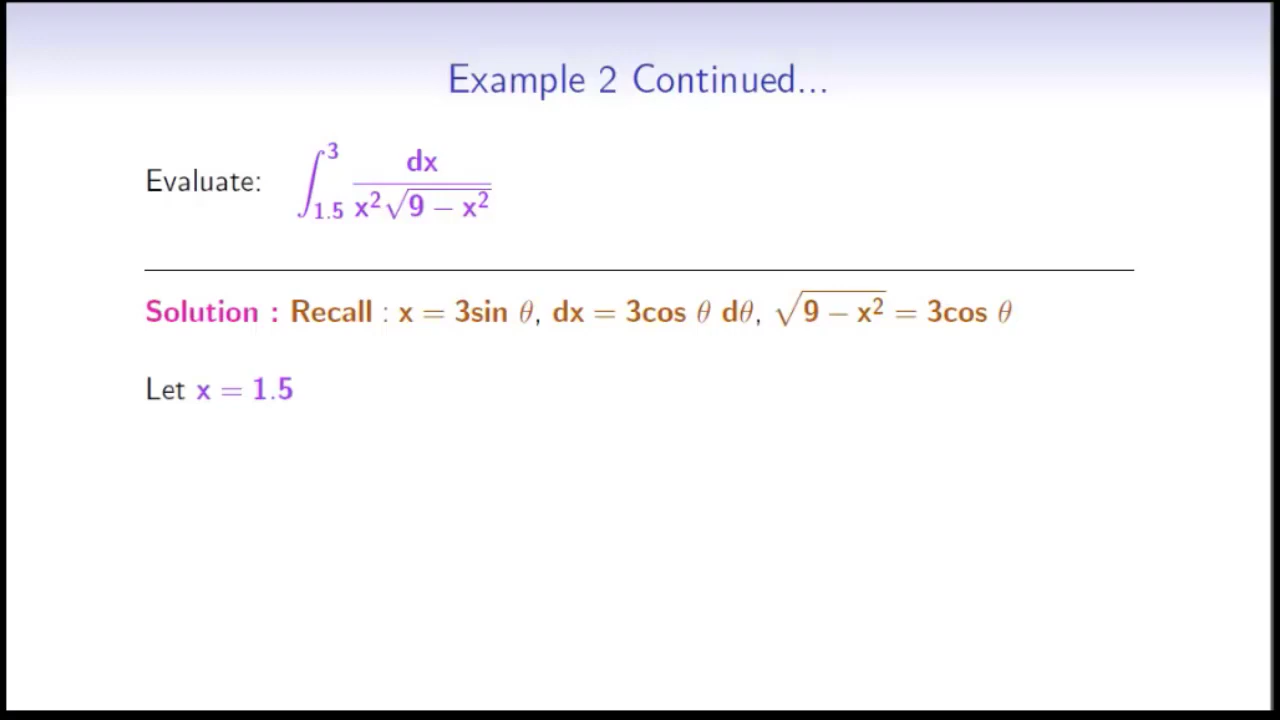 Example 2 Continued...
Evaluate: ∫_{1.5}^{3} dx / (x²√(9 − x²))
Solution : Recall : x = 3sin θ, dx = 3cos θ dθ, √(9 − x²) = 3cos θ
Let x = 1.5